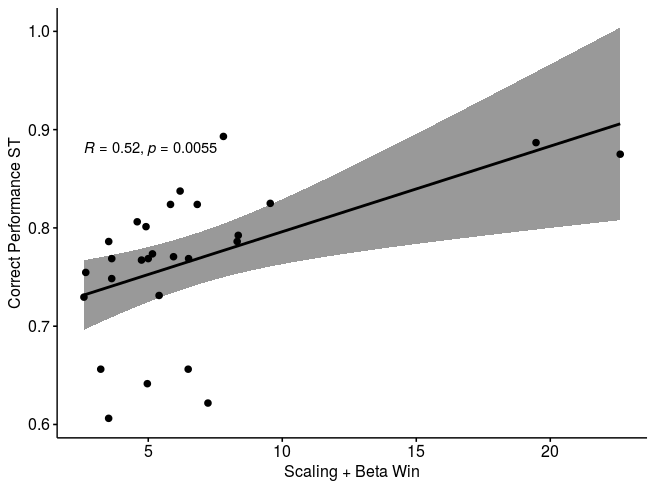 1.0
0.9
R = 0.52, p = 0.0055
0.8
0.7
0.6
Correct Performance ST
5 10 15 20
Scaling + Beta Win